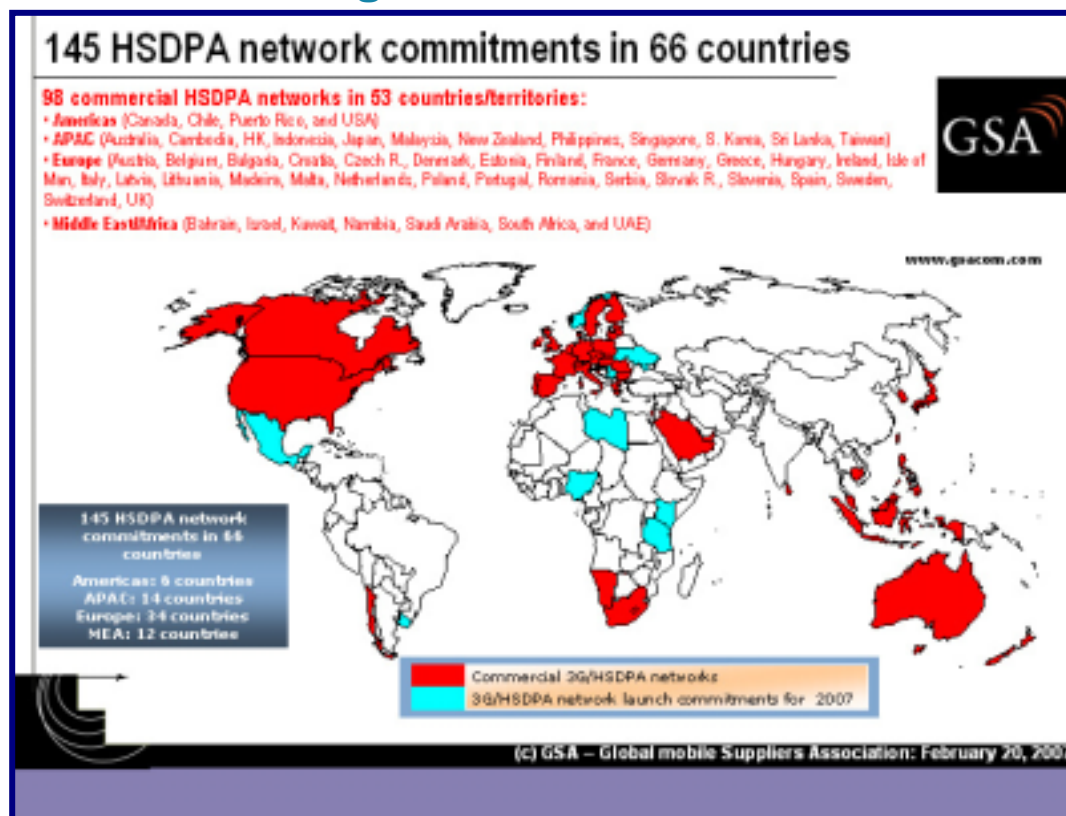 145 HSDPA network commitments in 66 countries
98 commercial HSDPA networks in 53 countries/territories:
• Americas (Canada, Chile, Puerto Rico, and USA)
• APAC (Australia, Cambodia, HK, Indonesia, Japan, Malaysia, New Zealand, Philippines, Singapore, S. Korea, Sri Lanka, Taiwan)
• Europe (Austria, Belgium, Bulgaria, Croatia, Czech R., Denmark, Estonia, Finland, France, Germany, Greece, Hungary, Ireland, Isle of
Man, Italy, Latvia, Lithuania, Madeira, Malta, Netherlands, Poland, Portugal, Romania, Serbia, Slovak R., Slovenia, Spain, Sweden,
Switzerland, UK)
• Middle East/Africa (Bahrain, Israel, Kuwait, Namibia, Saudi Arabia, South Africa, and UAE)
GSA
www.gsacom.com
145 HSDPA network
commitments in 66
countries
Americas: 6 countries
APAC: 14 countries
Europe: 34 countries
MEA: 12 countries
Commercial 3G/HSDPA networks
3G/HSDPA network launch commitments for 2007
(c) GSA – Global mobile Suppliers Association: February 20, 2007